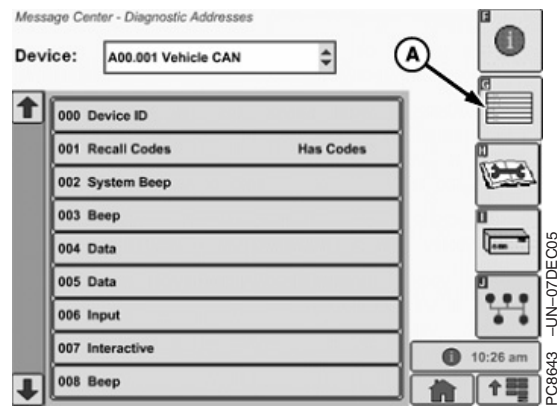 Message Center - Diagnostic Addresses
Device:
A00.001 Vehicle CAN
A
000 Device ID
001 Recall Codes Has Codes
002 System Beep
003 Beep
004 Data
005 Data
006 Input
007 Interactive
008 Beep
F
G
H
I
J
10:26 am
PC8643 –UN–07DEC05